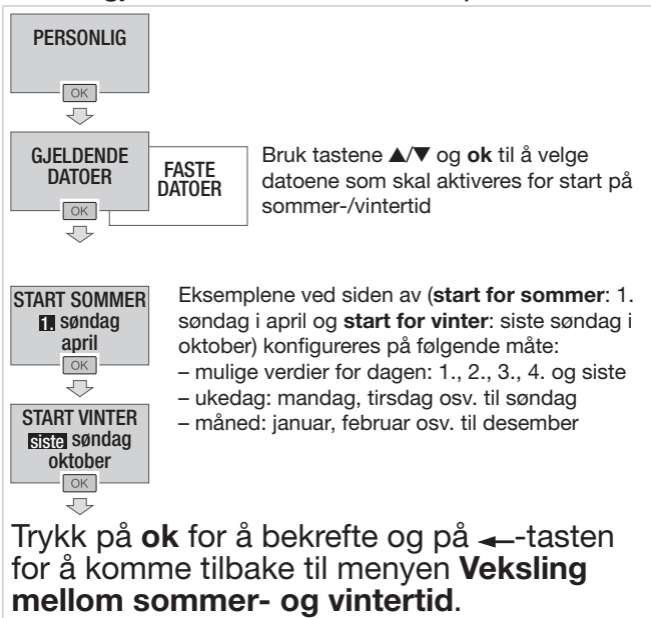 PERSONLIG
OK
GJELDENDE
DATOER
OK
FASTE
DATOER
Bruk tastene ▲/▼ og ok til å velge
datoene som skal aktiveres for start på
sommer-/vintertid
START SOMMER
1. søndag
april
OK
START VINTER
siste søndag
oktober
OK
Eksemplene ved siden av (start for sommer: 1.
søndag i april og start for vinter: siste søndag i
oktober) konfigureres på følgende måte:
– mulige verdier for dagen: 1., 2., 3., 4. og siste
– ukedag: mandag, tirsdag osv. til søndag
– måned: januar, februar osv. til desember
Trykk på ok for å bekrefte og på ←-tasten
for å komme tilbake til menyen Veksling
mellom sommer- og vintertid.